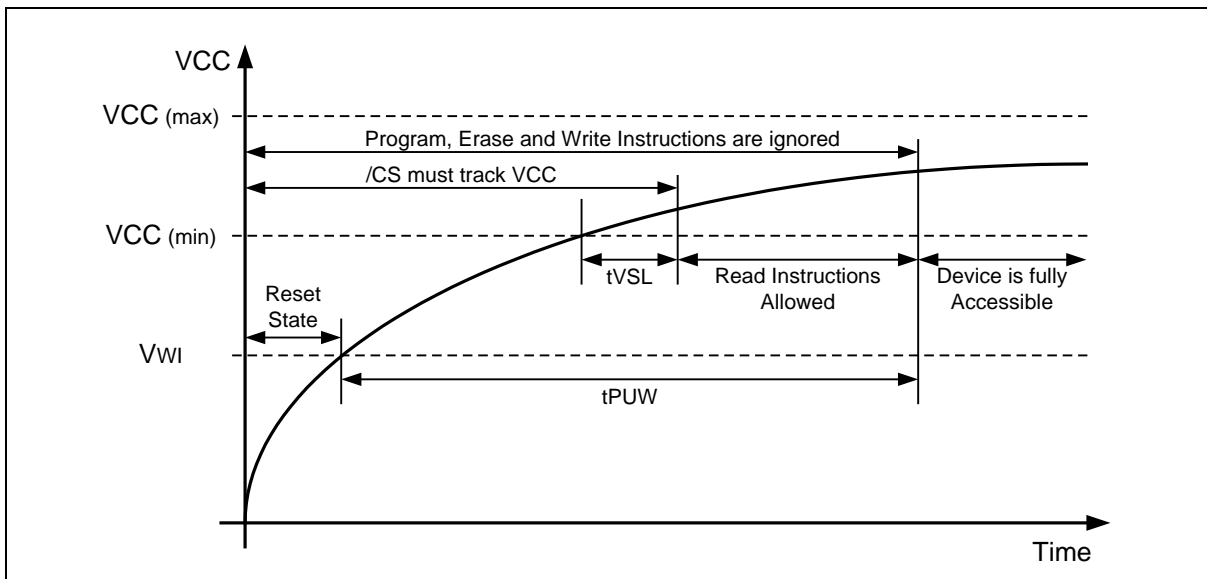 VCC
VCC (max)
Program, Erase and Write Instructions are ignored
/CS must track VCC
VCC (min)
tVSL
Read Instructions
Allowed
Device is fully
Accessible
Reset
State
VWI
tPUW
Time